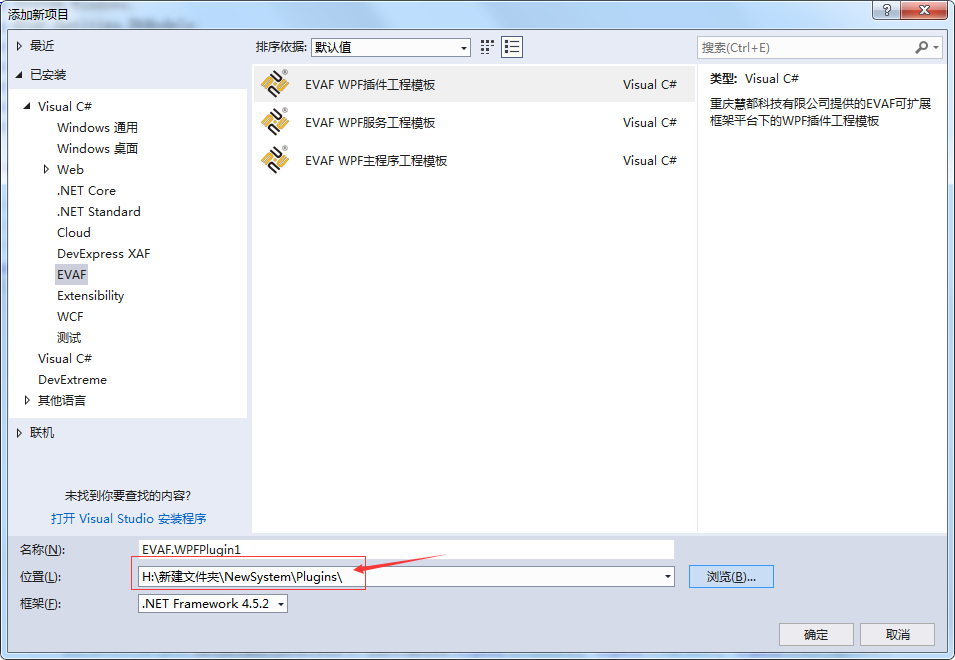 添加新项目
最近
已安装
Visual C#
Windows 通用
Windows 桌面
Web
.NET Core
.NET Standard
Cloud
DevExpress XAF
EVAF
Extensibility
WCF
测试
Visual C#
DevExtreme
其他语言
联机
未找到你要查找的内容?
打开 Visual Studio 安装程序
排序依据: 默认值
EVAF WPF插件工程模板 Visual C#
EVAF WPF服务工程模板 Visual C#
EVAF WPF主程序工程模板 Visual C#
搜索(Ctrl+E)
类型: Visual C#
重庆慧都科技有限公司提供的EVAF可扩展
框架平台下的WPF插件工程模板
名称(N): EVAF.WPFPlugin1
位置(L): H:\新建文件夹\NewSystem\Plugins\ 浏览(B)...
框架(F): .NET Framework 4.5.2
确定 取消